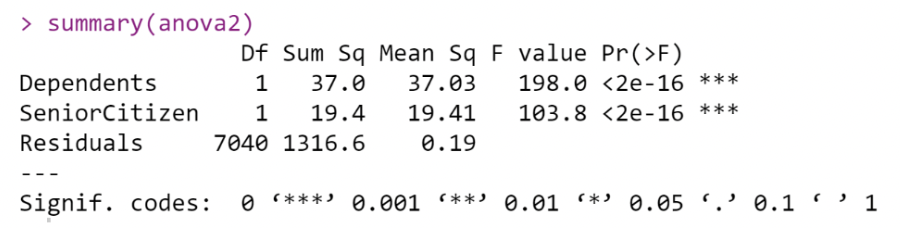 > summary(anova2)
Df Sum Sq Mean Sq F value Pr(>F)
Dependents 1 37.0 37.03 198.0 <2e-16 ***
SeniorCitizen 1 19.4 19.41 103.8 <2e-16 ***
Residuals 7040 1316.6 0.19
---
Signif. codes: 0 ‘***’ 0.001 ‘**’ 0.01 ‘*’ 0.05 ‘.’ 0.1 ‘ ’ 1